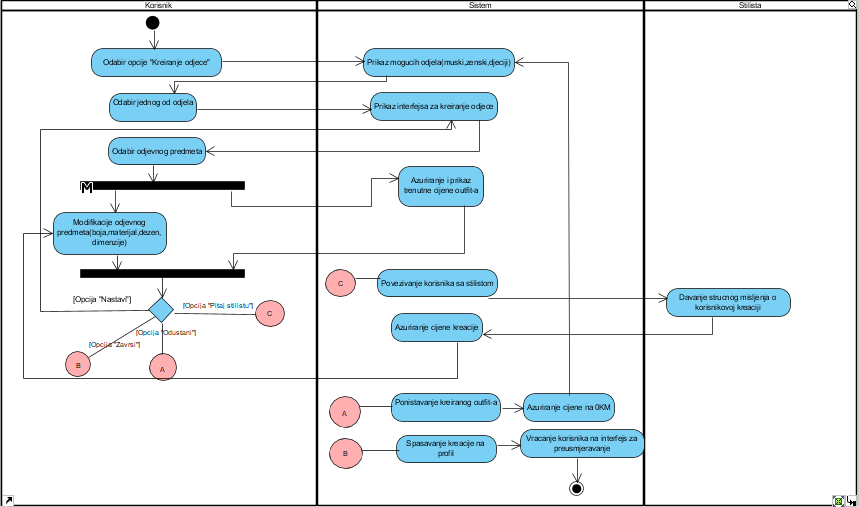 Korisnik
Sistem
Stilista
Odabir opcije "Kreiranje odjece"
Prikaz mogucih odjela(muski,zenski,djeciji)
Odabir jednog od odjela
Prikaz interfejsa za kreiranje odjece
Odabir odjevnog predmeta
M
Azuriranje i prikaz
trenutne cijene outfit-a
Modifikacije odjevnog
predmeta(boja,materijal,dezen,
dimenzije)
C
Povezivanje korisnika sa stilistom
[Opcija "Nastavi"]
[Opcija "Pitaj stilistu"]
C
Davanje strucnog misljenja o
korisnikovoj kreaciji
[Opcija "Odustani"]
Azuriranje cijene kreacije
[Opcija "Zavrsi"]
B
A
A
Ponistavanje kreiranog outfit-a
Azuriranje cijene na 0KM
B
Spasavanje kreacije na
profil
Vracanje korisnika na interfejs za
preusmjeravanje